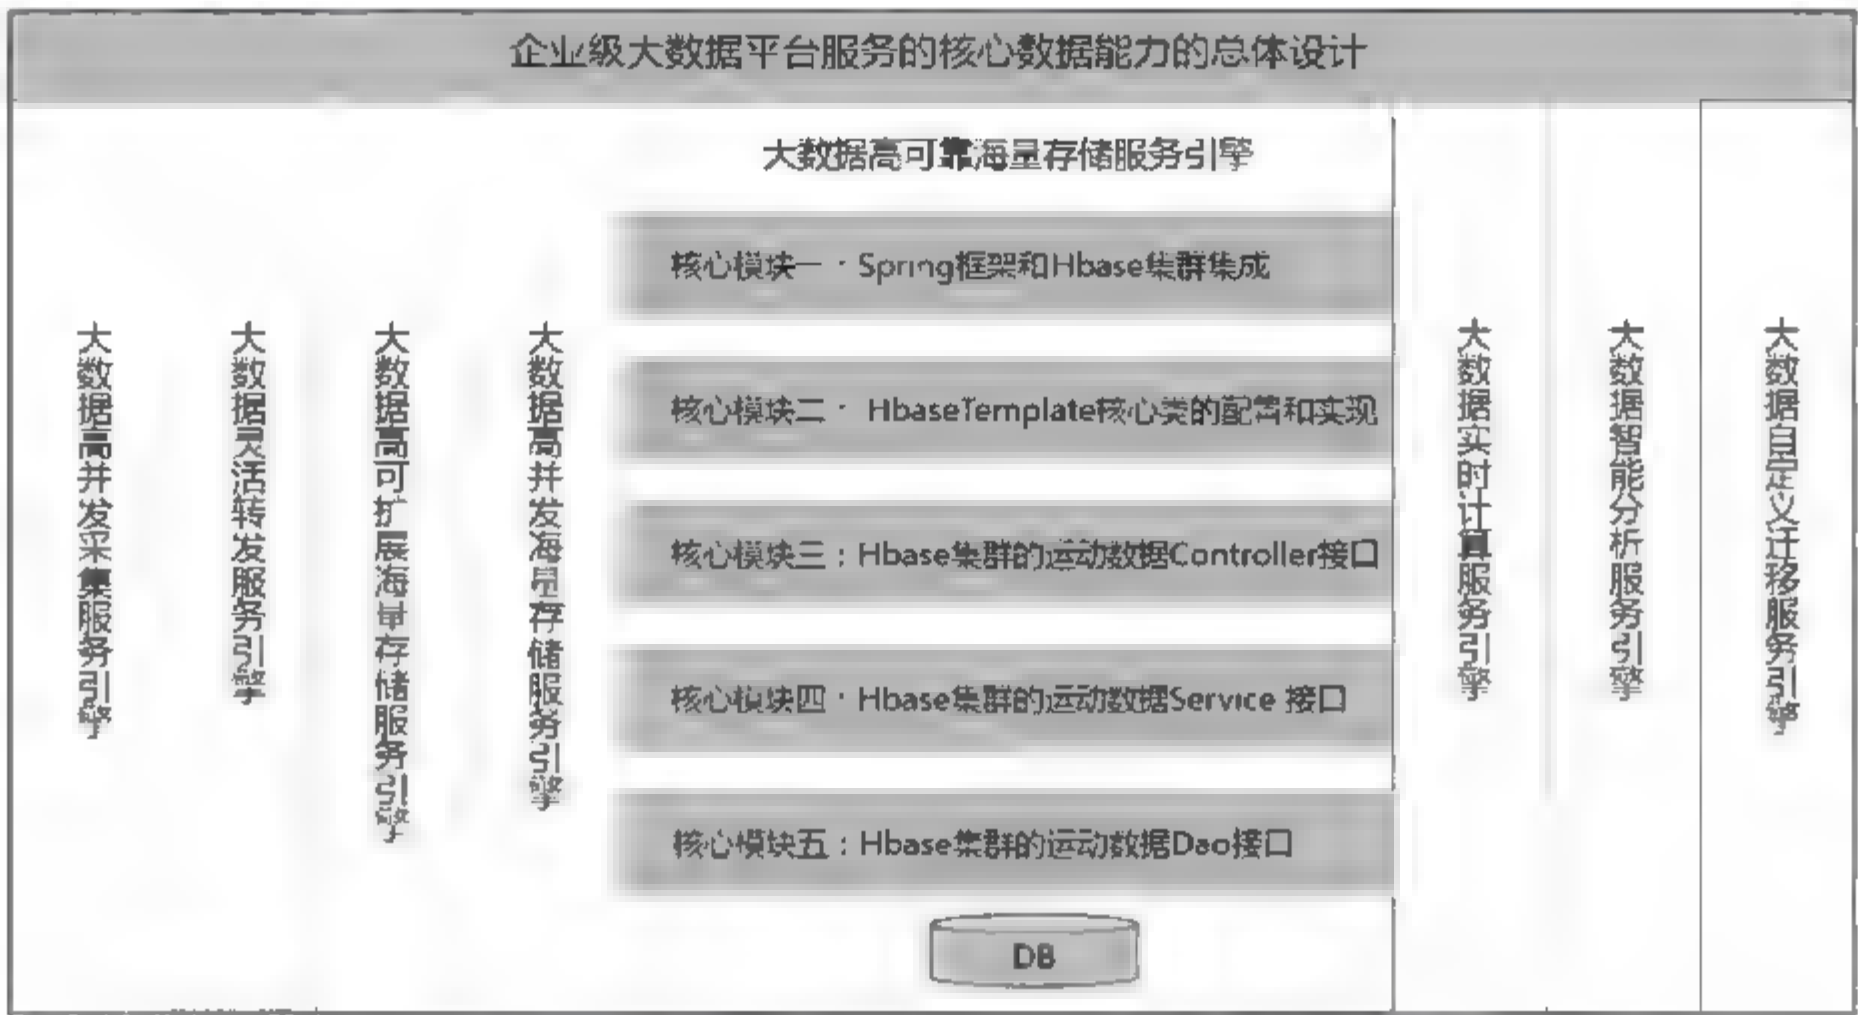 企业级大数据平台服务的核心数据能力的总体设计
大数据高并发采集服务引擎
大数据灵活转发服务引擎
大数据高可扩展海量存储服务引擎
大数据高并发海量存储服务引擎
大数据高可靠海量存储服务引擎
核心模块一：Spring框架和Hbase集群集成
核心模块二： HbaseTemplate核心类的配置和实现
核心模块三：Hbase集群的运动数据Controller接口
核心模块四：Hbase集群的运动数据Service 接口
核心模块五：Hbase集群的运动数据Dao接口
DB
大数据实时计算服务引擎
大数据智能分析服务引擎
大数据自定义迁移服务引擎